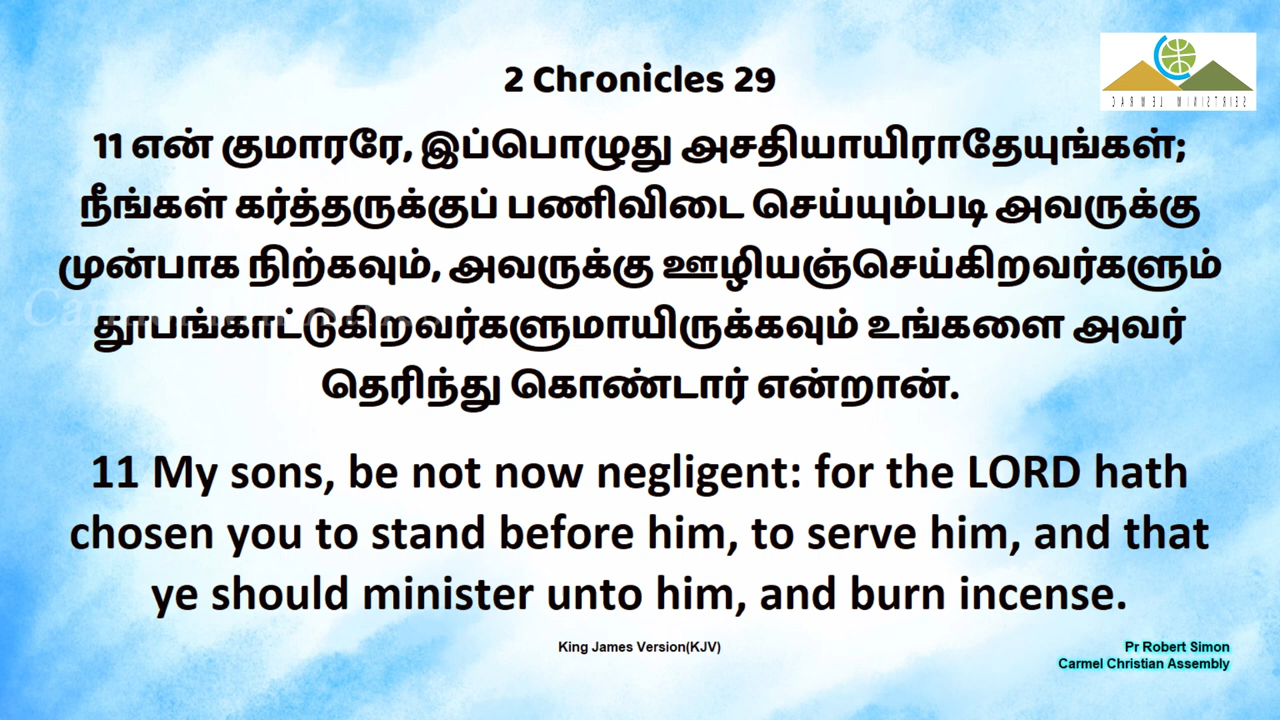 2 Chronicles 29
11 என் குமாரரே, இப்பொழுது அசதியாயிராதேயுங்கள்;
நீங்கள் கர்த்தருக்குப் பணிவிடை செய்யும்படி அவருக்கு
முன்பாக நிற்கவும், அவருக்கு ஊழியஞ்செய்கிறவர்களும்
தூபங்காட்டுகிறவர்களுமாயிருக்கவும் உங்களை அவர்
தெரிந்து கொண்டார் என்றான்.
11 My sons, be not now negligent: for the LORD hath
chosen you to stand before him, to serve him, and that
ye should minister unto him, and burn incense.
King James Version(KJV)
Pr Robert Simon
Carmel Christian Assembly
CARMEL MINISTRIES